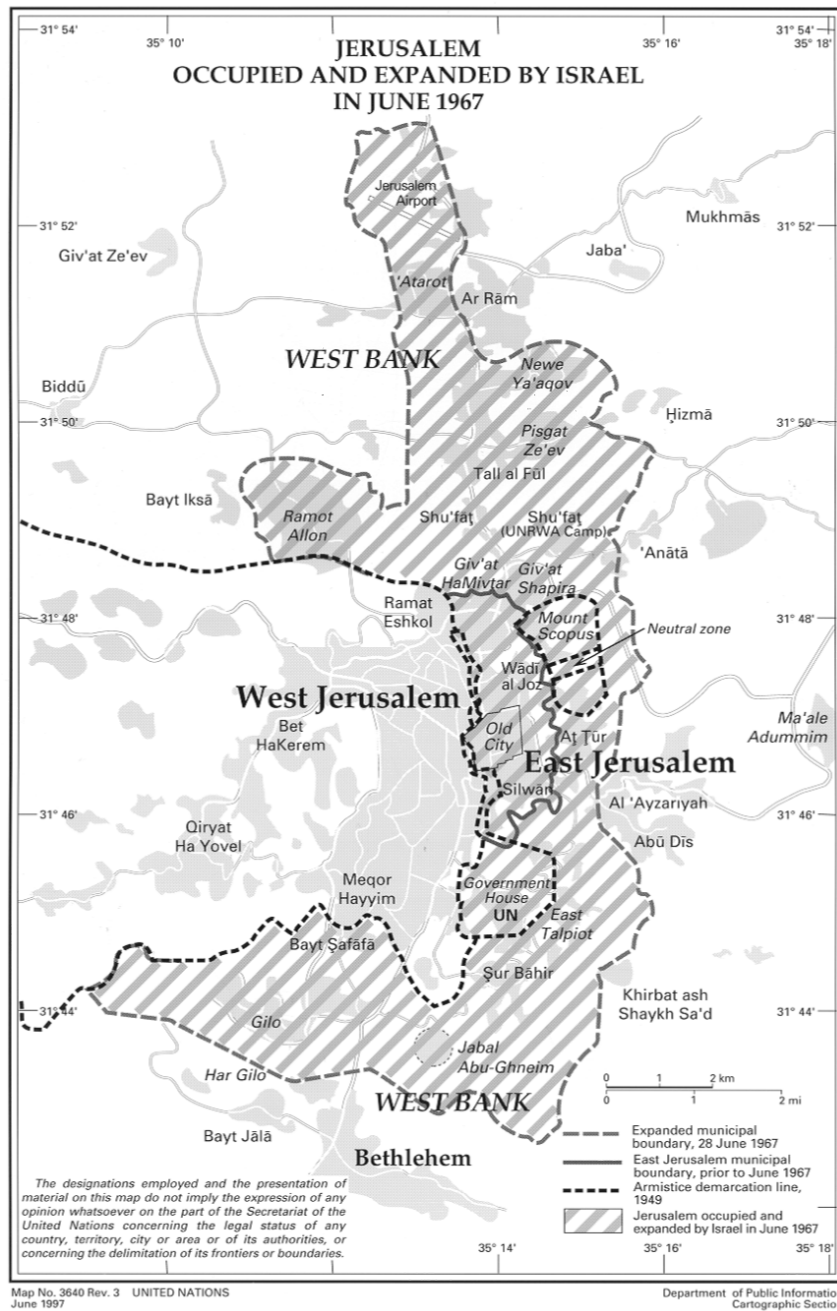 31° 54'
35° 10'
35° 16'
31° 54'
35° 18'
JERUSALEM
OCCUPIED AND EXPANDED BY ISRAEL
IN JUNE 1967
Jerusalem
Airport
31° 52'
Mukhmās
31° 52'
Giv'at Ze'ev
Jaba'
'Atarot
Ar Rām
WEST BANK
Newe
Ya'aqov
Biddū
31° 50'
Ḥizmā
31° 50'
Pisgat
Ze'ev
Tall al Fūl
Bayt Iksā
Ramot
Allon
Shu'fāṭ
Shu'fāṭ
(UNRWA Camp)
'Anātā
Giv'at
HaMivtar
Giv'at
Shapira
Ramat
Eshkol
31° 48'
Mount
Scopus
Neutral zone
31° 48'
Wādī
al Joz
West Jerusalem
Bet
HaKerem
Old
City
Aṭ Ṭūr
Ma'ale
Adummim
East Jerusalem
Silwān
31° 46'
Al 'Ayzarīyah
31° 46'
Qiryat
Ha Yovel
Abū Dīs
Meqor
Hayyim
Government
House
UN
East
Talpiot
Bayt Ṣafāfā
Ṣur Bāhir
31° 44'
Gilo
Khirbat ash
Shaykh Sa'd
31° 44'
Jabal
Abu-Ghneim
Har Gilo
0 1 2 km
0 1 2 mi
WEST BANK
Bayt Jālā
Bethlehem
Expanded municipal
boundary, 28 June 1967
East Jerusalem municipal
boundary, prior to June 1967
Armistice demarcation line,
1949
Jerusalem occupied and
expanded by Israel in June 1967
The designations employed and the presentation of
material on this map do not imply the expression of any
opinion whatsoever on the part of the Secretariat of the
United Nations concerning the legal status of any
country, territory, city or area or of its authorities, or
concerning the delimitation of its frontiers or boundaries.
35° 14'
35° 16'
35° 18'
Map No. 3640 Rev. 3 UNITED NATIONS
June 1997
Department of Public Informatio
Cartographic Sectio